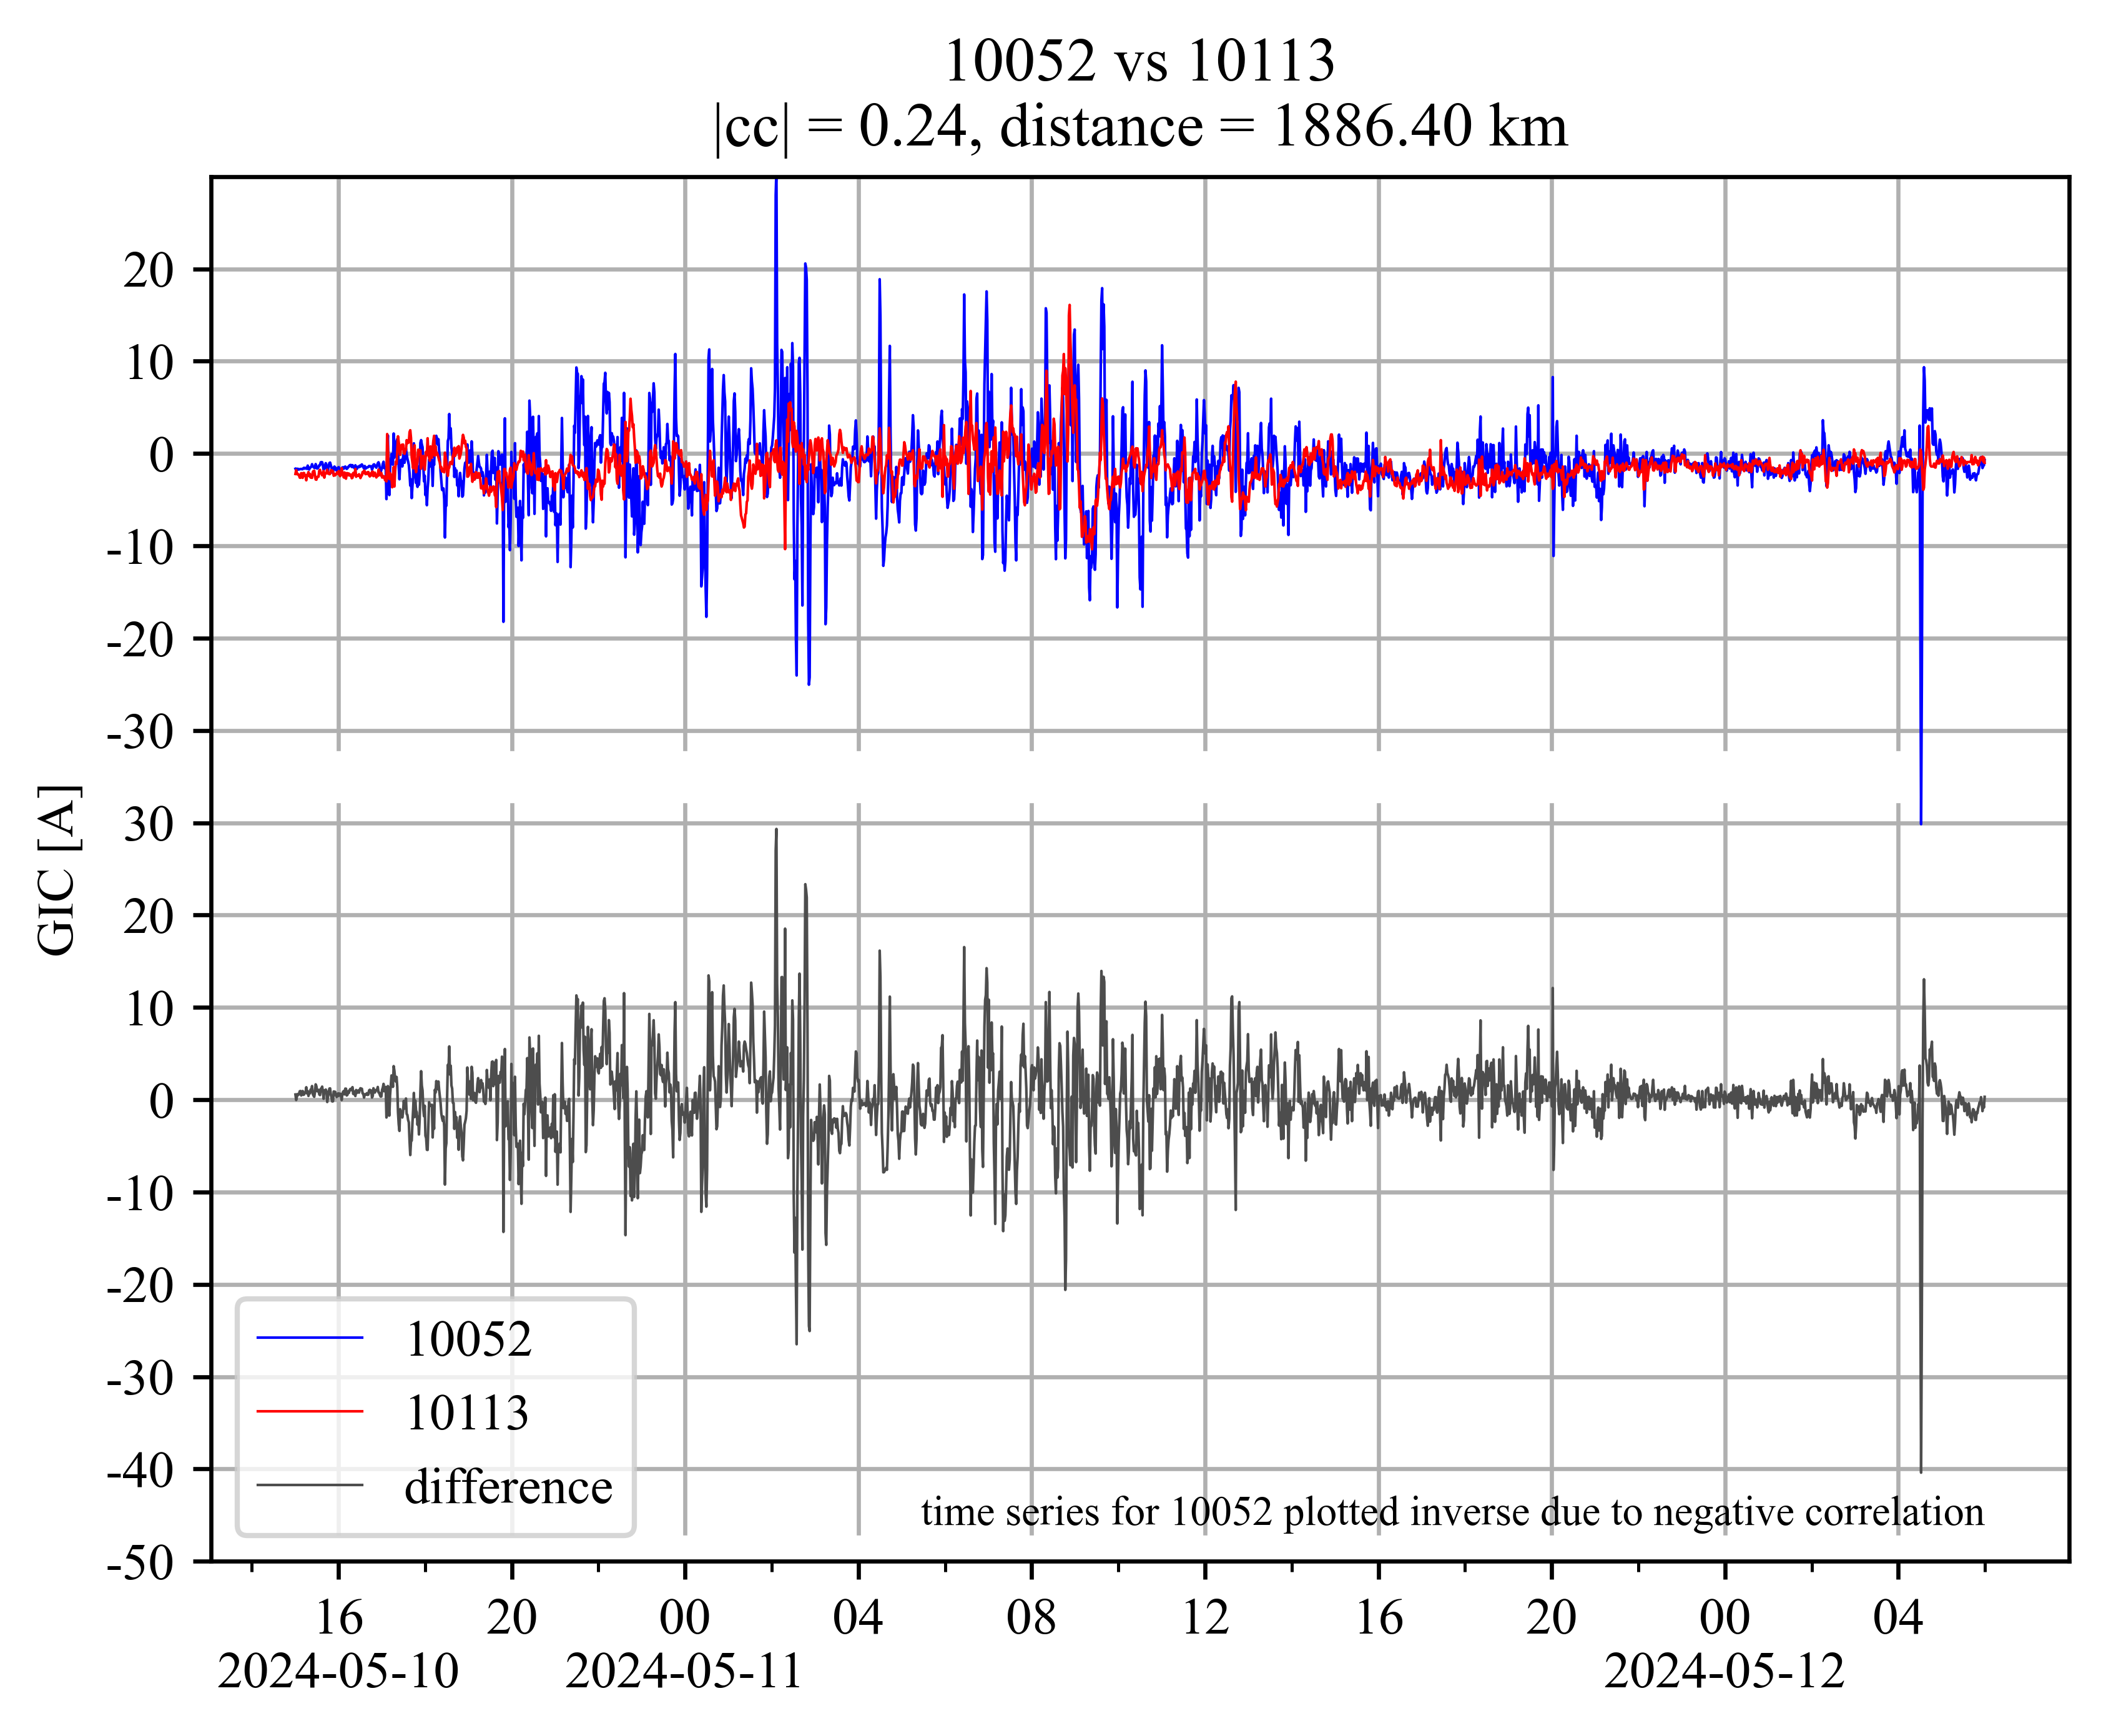 10052 vs 10113
|cc| = 0.24, distance = 1886.40 km
20
10
0
-10
-20
-30
30
20
10
0
-10
-20
-30
-40
-50
GIC [A]
10052
10113
difference
time series for 10052 plotted inverse due to negative correlation
16 20 00 04 08 12 16 20 00 04
2024-05-10 2024-05-11 2024-05-12